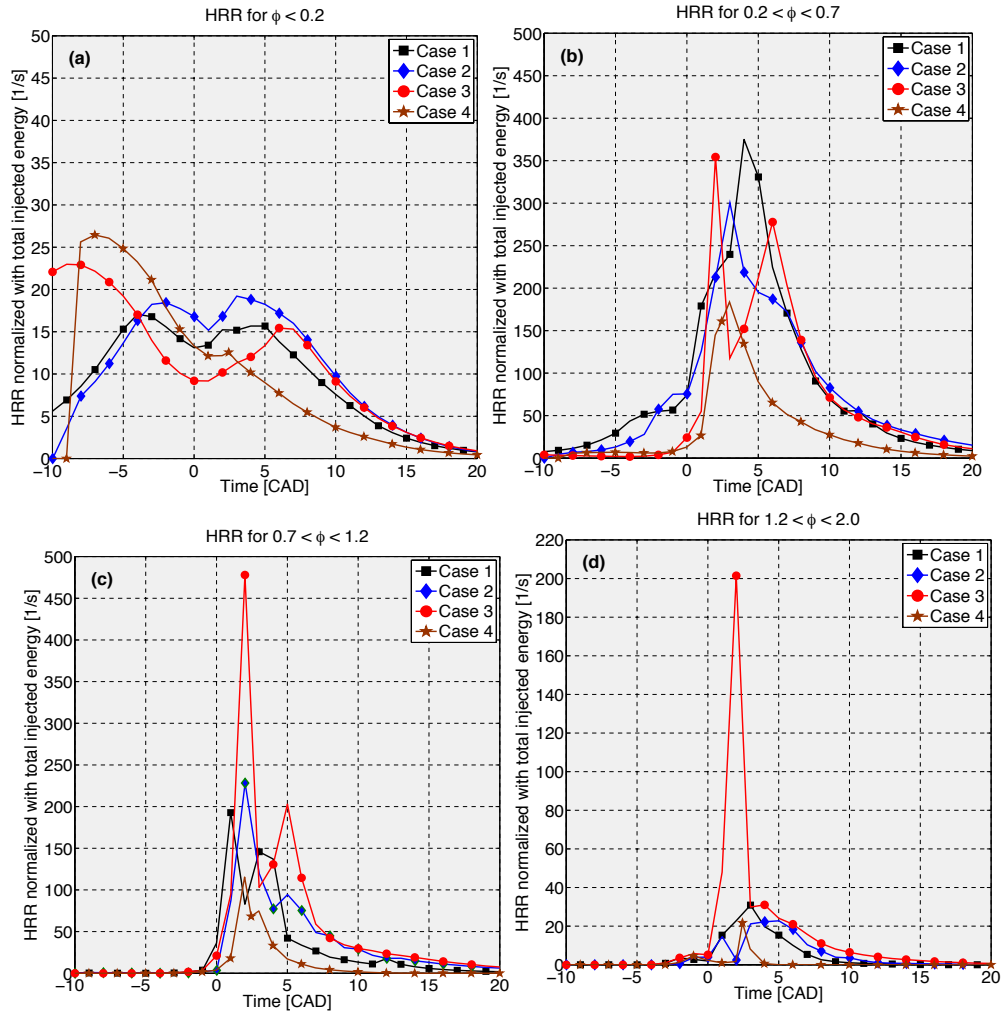 HRR for ϕ < 0.2
HRR normalized with total injected energy [1/s]
50
45
40
35
30
25
20
15
10
5
0
(a)
Case 1
Case 2
Case 3
Case 4
−10
−5
0
5
10
15
20
Time [CAD]
HRR for 0.2 < ϕ < 0.7
HRR normalized with total injected energy [1/s]
500
450
400
350
300
250
200
150
100
50
0
(b)
Case 1
Case 2
Case 3
Case 4
−10
−5
0
5
10
15
20
Time [CAD]
HRR for 0.7 < ϕ < 1.2
HRR normalized with total injected energy [1/s]
500
450
400
350
300
250
200
150
100
50
0
(c)
Case 1
Case 2
Case 3
Case 4
−10
−5
0
5
10
15
20
Time [CAD]
HRR for 1.2 < ϕ < 2.0
HRR normalized with total injected energy [1/s]
220
200
180
160
140
120
100
80
60
40
20
0
(d)
Case 1
Case 2
Case 3
Case 4
−10
−5
0
5
10
15
20
Time [CAD]